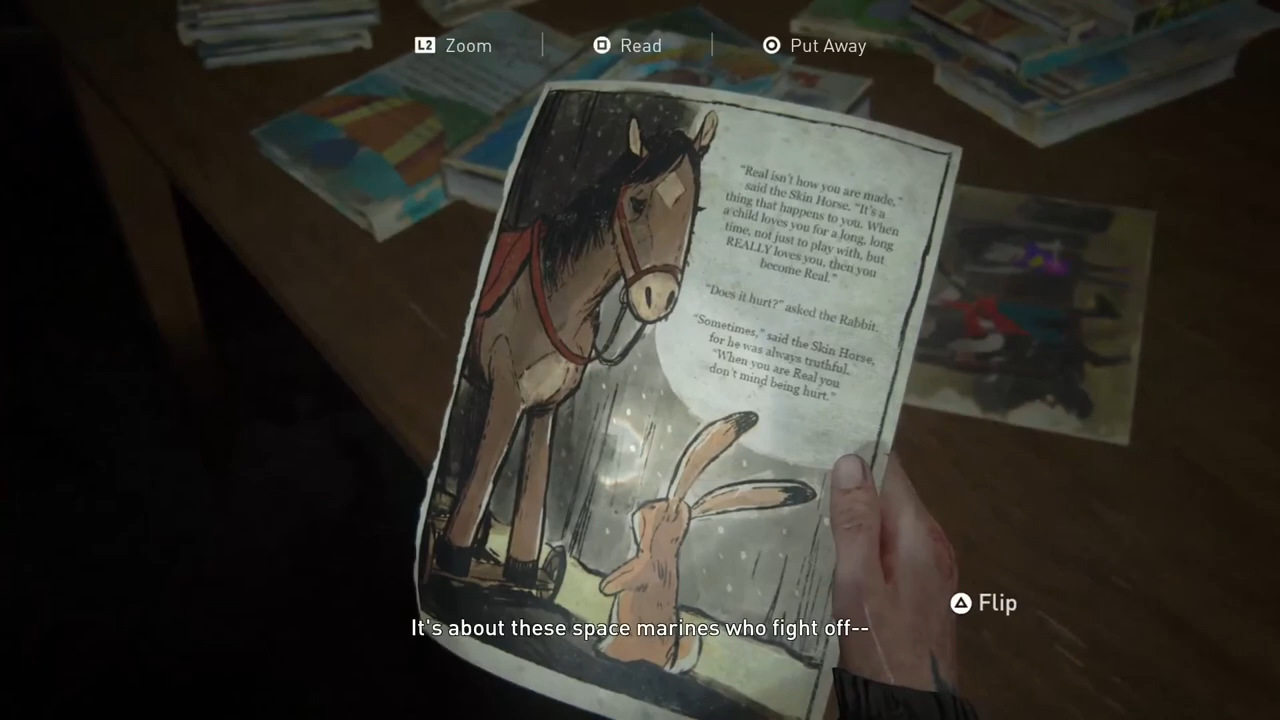 L2 Zoom
Read
Put Away
"Real isn't how you are made,"
said the Skin Horse. "It's a
thing that happens to you. When
a child loves you for a long, long
time, not just to play with, but
REALLY loves you, then you
become Real."
"Does it hurt?" asked the Rabbit.
"Sometimes," said the Skin Horse,
for he was always truthful.
"When you are Real you
don't mind being hurt."
Flip
It's about these space marines who fight off--